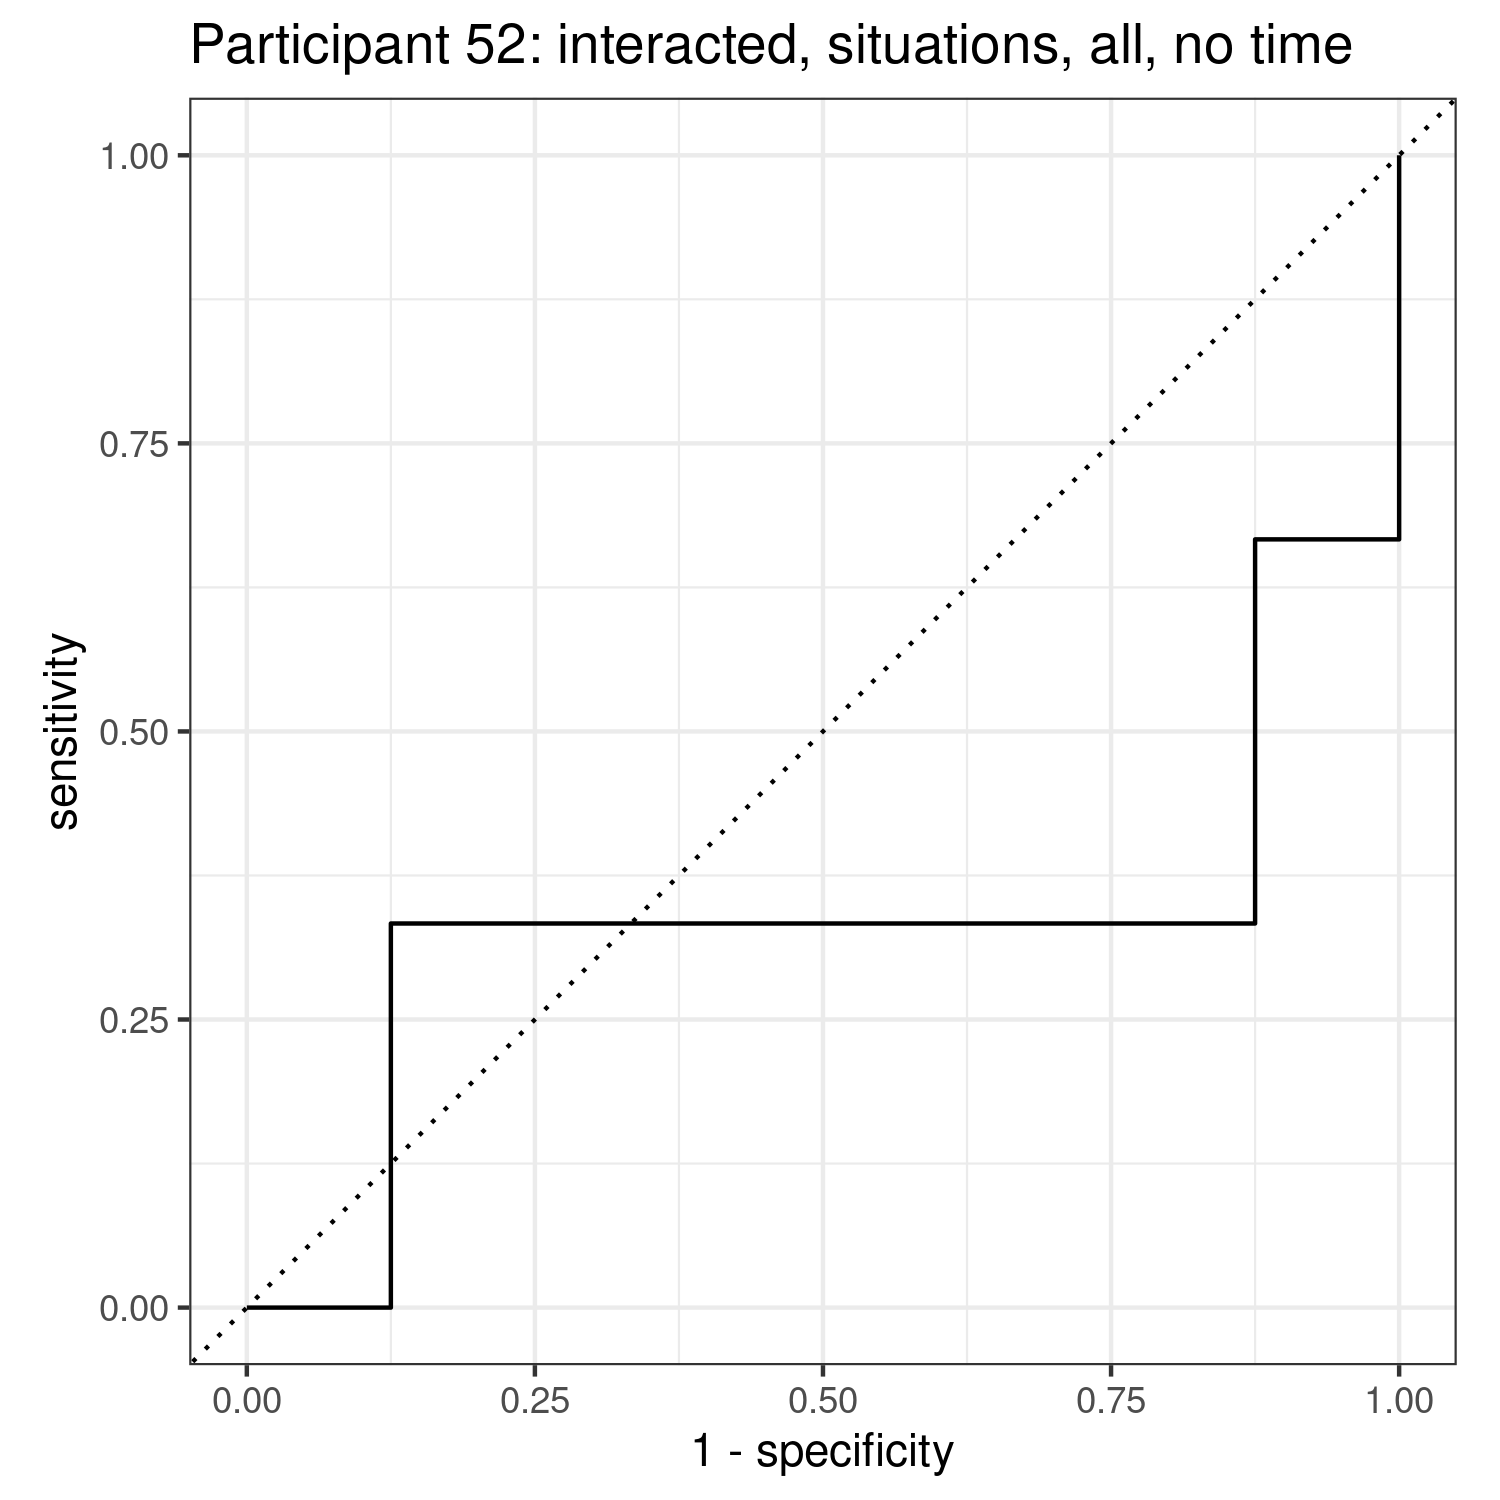 Participant 52: interacted, situations, all, no time
1.00
0.75
0.50
0.25
0.00
sensitivity
0.00 0.25 0.50 0.75 1.00
1 - specificity